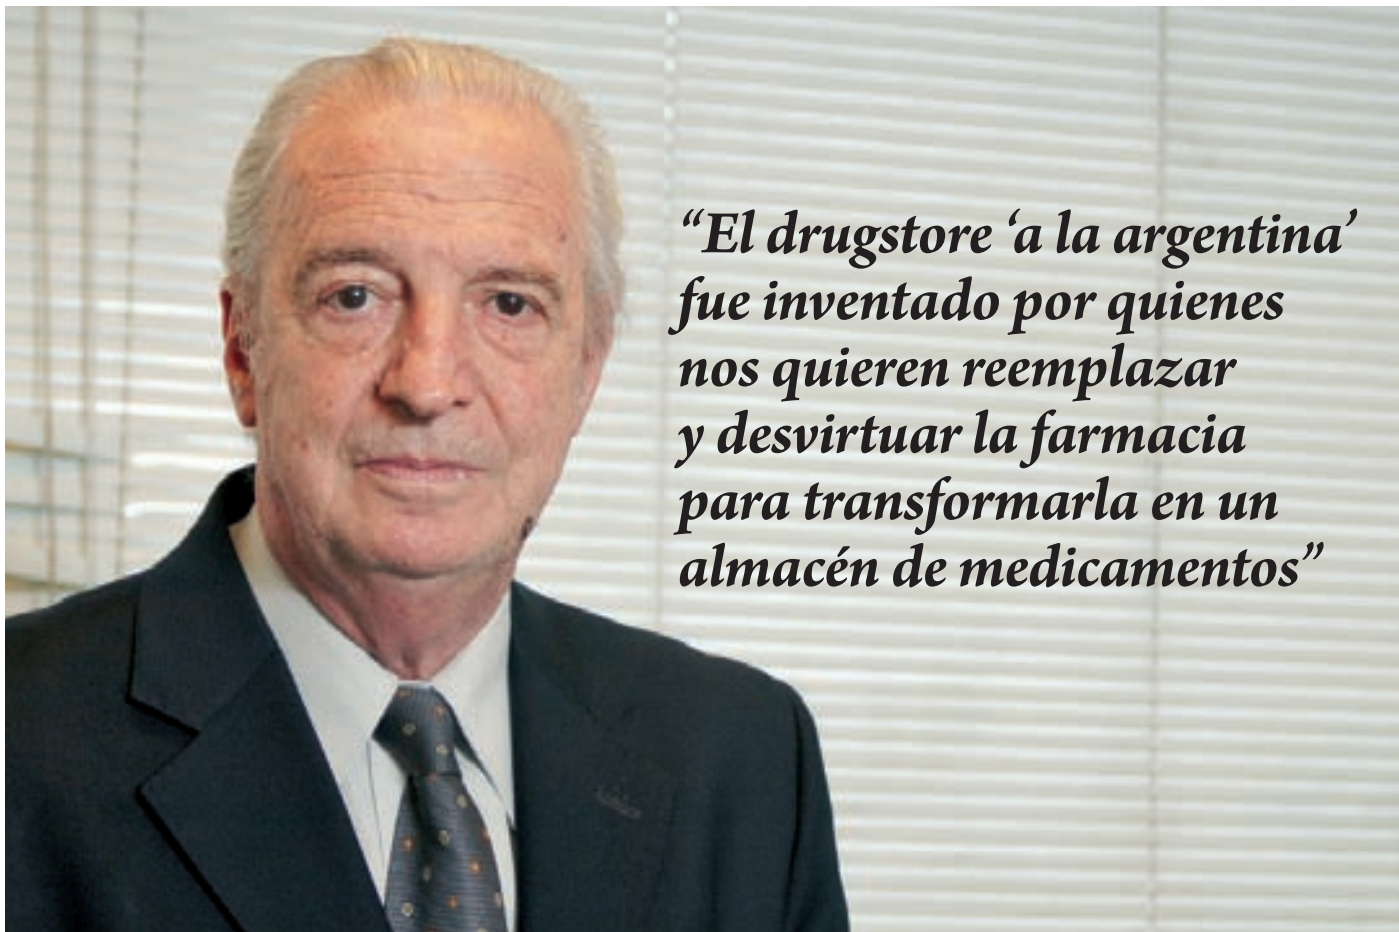 “El drugstore ‘a la argentina’
fue inventado por quienes
nos quieren reemplazar
y desvirtuar la farmacia
para transformarla en un
almacén de medicamentos”